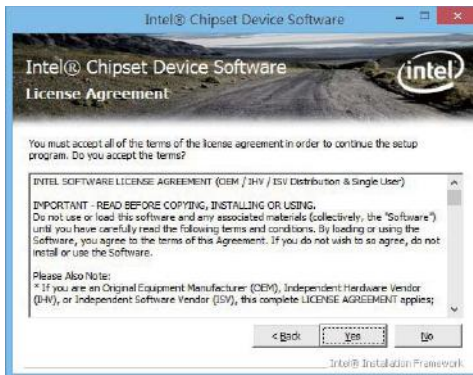 Intel® Chipset Device Software
Intel® Chipset Device Software
License Agreement
intel
You must accept all of the terms of the license agreement in order to continue the setup
program. Do you accept the terms?
INTEL SOFTWARE LICENSE AGREEMENT (OEM / IHV / ISV Distribution & Single User)
IMPORTANT - READ BEFORE COPYING, INSTALLING OR USING.
Do not use or load this software and any associated materials (collectively, the "Software")
until you have carefully read the following terms and conditions. By loading or using the
Software, you agree to the terms of this Agreement. If you do not wish to so agree, do not
install or use the Software.
Please Also Note:
* If you are an Original Equipment Manufacturer (OEM), Independent Hardware Vendor
(IHV), or Independent Software Vendor (ISV), this complete LICENSE AGREEMENT applies;
< Back Yes No
Intel® Installation Framework